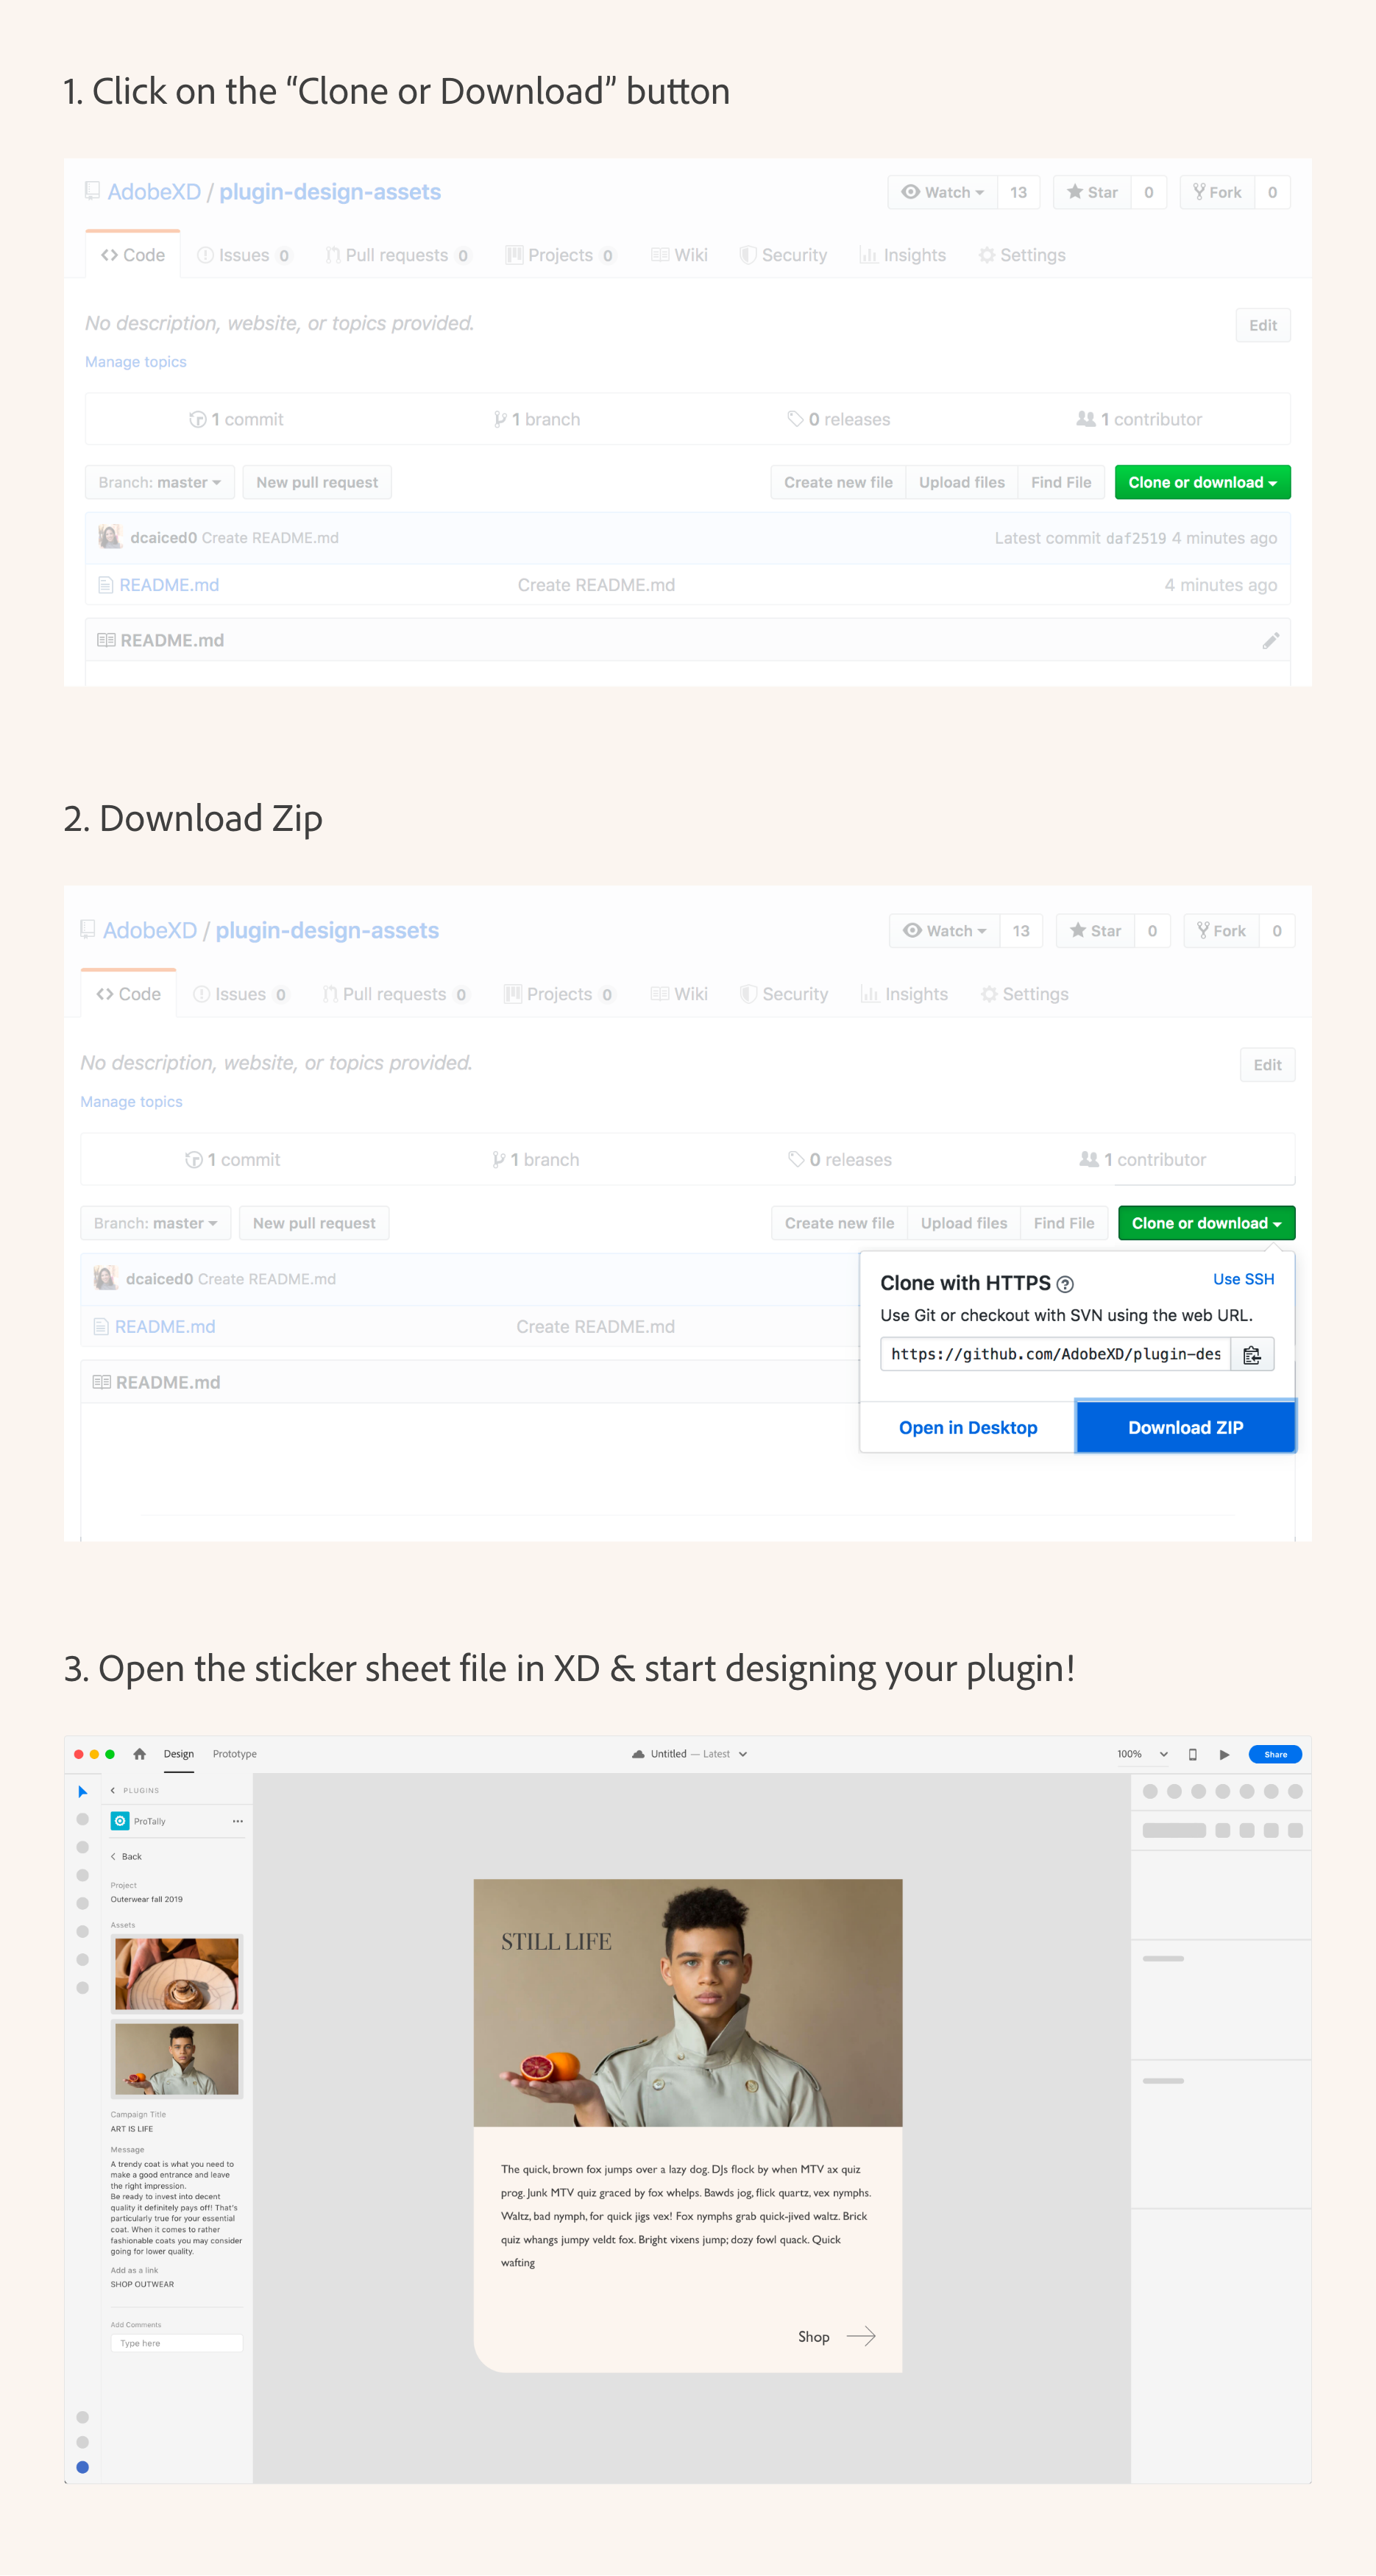 1. Click on the “Clone or Download” button
AdobeXD / plugin-design-assets
Watch 13 Star 0 Fork 0
Code Issues 0 Pull requests 0 Projects 0 Wiki Security Insights Settings
No description, website, or topics provided.
Edit
Manage topics
1 commit 1 branch 0 releases 1 contributor
Branch: master New pull request Create new file Upload files Find File Clone or download
dcaiced0 Create README.md Latest commit daf2519 4 minutes ago
README.md Create README.md 4 minutes ago
README.md
2. Download Zip
AdobeXD / plugin-design-assets
Watch 13 Star 0 Fork 0
Code Issues 0 Pull requests 0 Projects 0 Wiki Security Insights Settings
No description, website, or topics provided.
Edit
Manage topics
1 commit 1 branch 0 releases 1 contributor
Branch: master New pull request Create new file Upload files Find File Clone or download
dcaiced0 Create README.md
README.md Create README.md
README.md
Clone with HTTPS ? Use SSH
Use Git or checkout with SVN using the web URL.
https://github.com/AdobeXD/plugin-des
Open in Desktop Download ZIP
3. Open the sticker sheet file in XD & start designing your plugin!
Design Prototype Untitled — Latest 100% Share
PLUGINS
ProTally
Back
Project
Outerwear fall 2019
Assets
Campaign Title
ART IS LIFE
Message
A trendy coat is what you need to
make a good entrance and leave
the right impression.
Be ready to invest into decent
quality it definitely pays off! That's
particularly true for your essential
coat. When it comes to rather
fashionable coats you may consider
going for lower quality.
Add as a link
SHOP OUTWEAR
Add Comments
Type here
STILL LIFE
The quick, brown fox jumps over a lazy dog. DJs flock by when MTV ax quiz
prog. Junk MTV quiz graced by fox whelps. Bawds jog, flick quartz, vex nymphs.
Waltz, bad nymph, for quick jigs vex! Fox nymphs grab quick-jived waltz. Brick
quiz whangs jumpy veldt fox. Bright vixens jump; dozy fowl quack. Quick
wafting
Shop